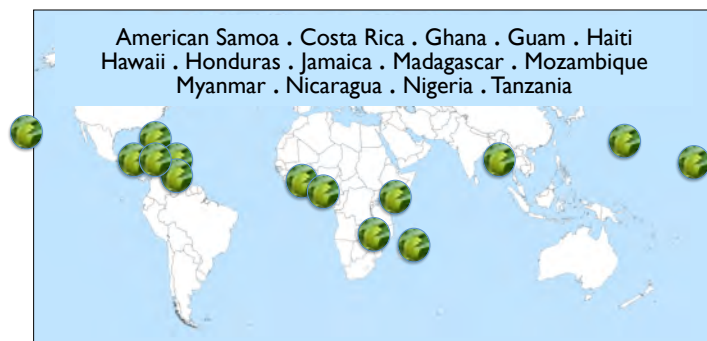 American Samoa . Costa Rica . Ghana . Guam . Haiti
Hawaii . Honduras . Jamaica . Madagascar . Mozambique
Myanmar . Nicaragua . Nigeria . Tanzania